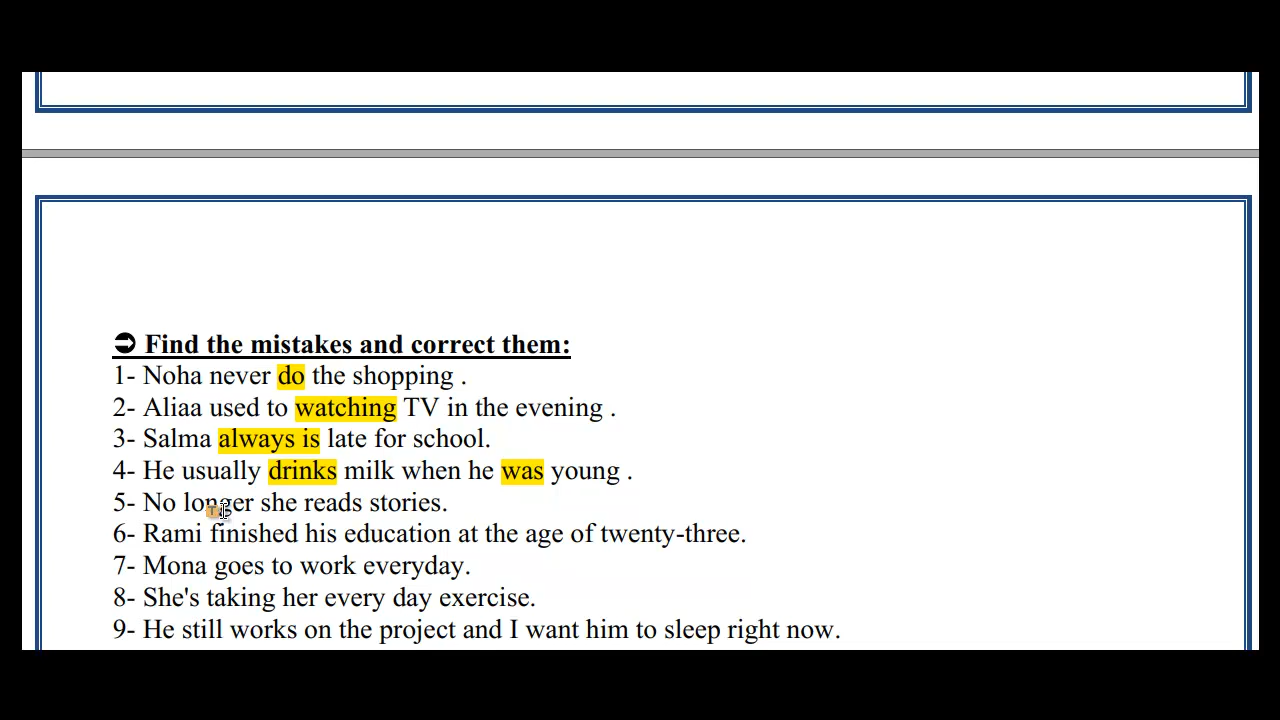 ➲ Find the mistakes and correct them:
1- Noha never do the shopping .
2- Aliaa used to watching TV in the evening .
3- Salma always is late for school.
4- He usually drinks milk when he was young .
5- No longer she reads stories.
6- Rami finished his education at the age of twenty-three.
7- Mona goes to work everyday.
8- She's taking her every day exercise.
9- He still works on the project and I want him to sleep right now.